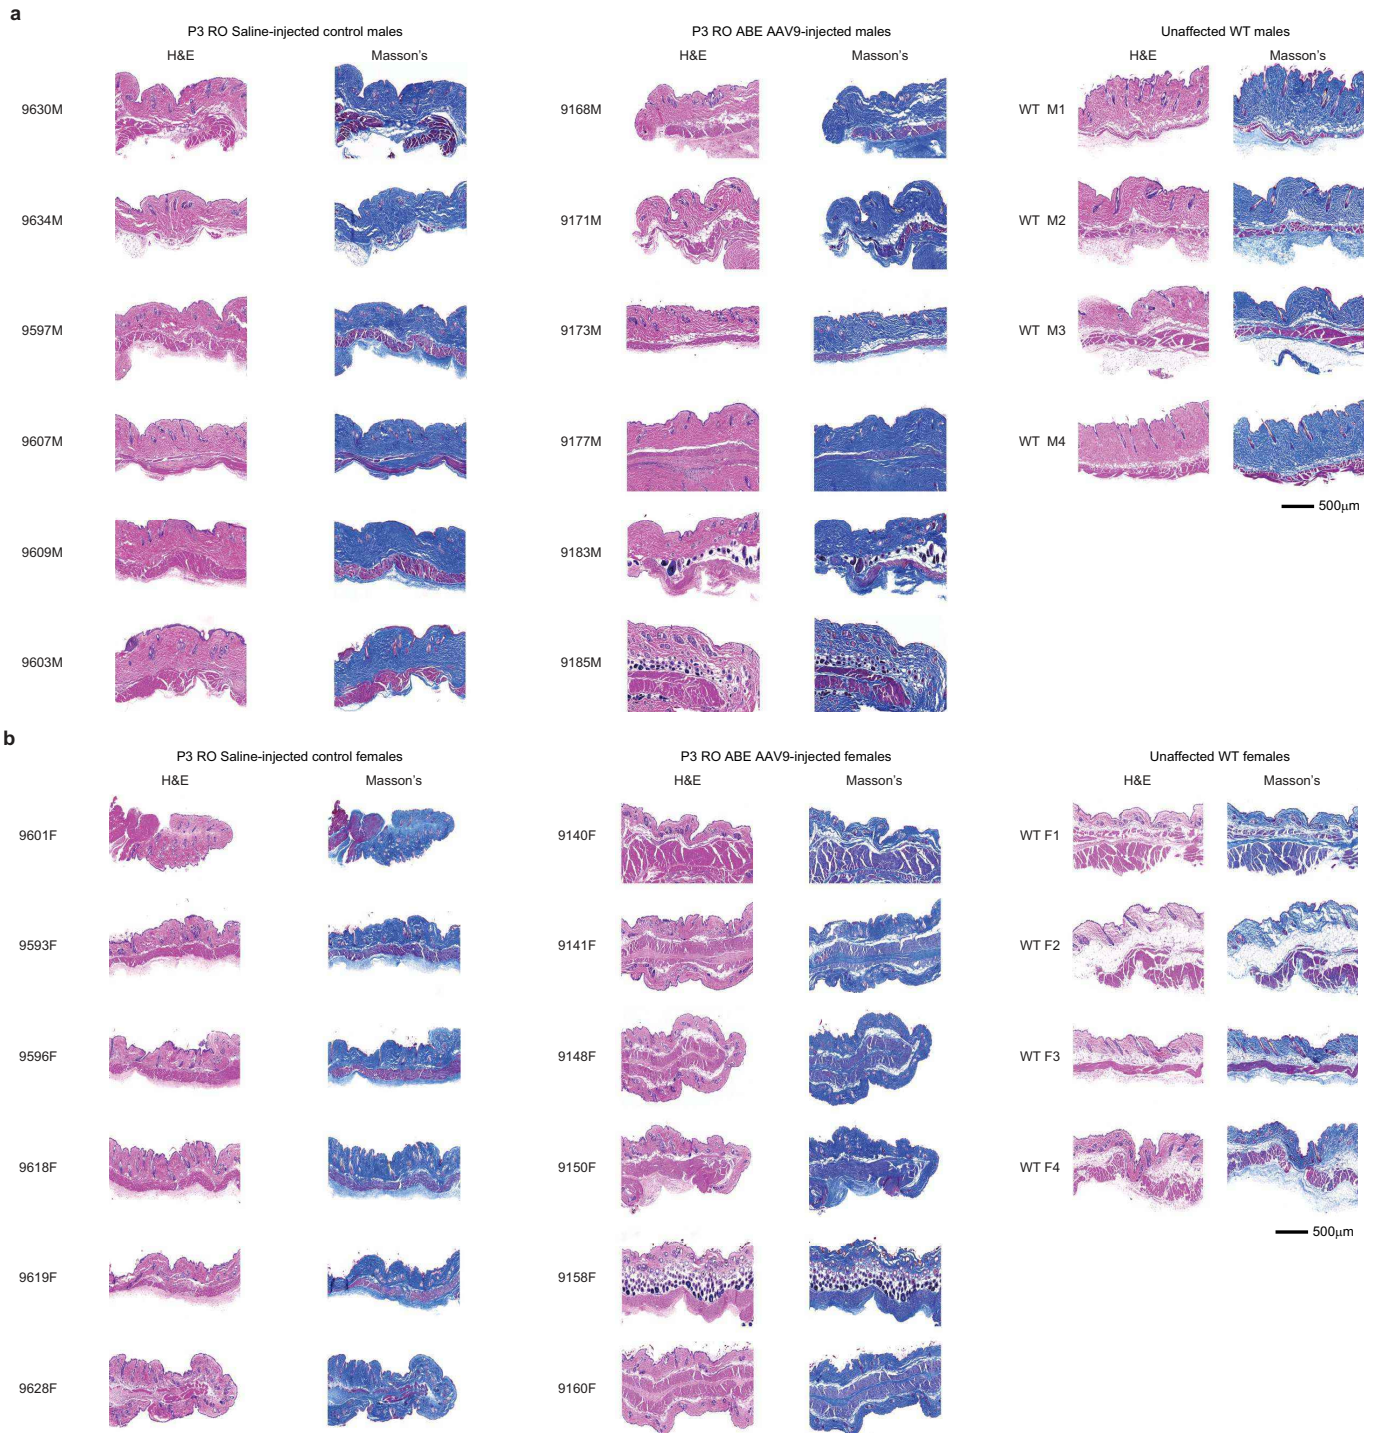 a
P3 RO Saline-injected control males
P3 RO ABE AAV9-injected males
Unaffected WT males
H&E
Masson's
H&E
Masson's
H&E
Masson's
9630M
9168M
WT M1
9634M
9171M
WT M2
9597M
9173M
WT M3
9607M
9177M
WT M4
500μm
9609M
9183M
9603M
9185M
b
P3 RO Saline-injected control females
P3 RO ABE AAV9-injected females
Unaffected WT females
H&E
Masson's
H&E
Masson's
H&E
Masson's
9601F
9140F
WT F1
9593F
9141F
WT F2
9596F
9148F
WT F3
9618F
9150F
WT F4
500μm
9619F
9158F
9628F
9160F